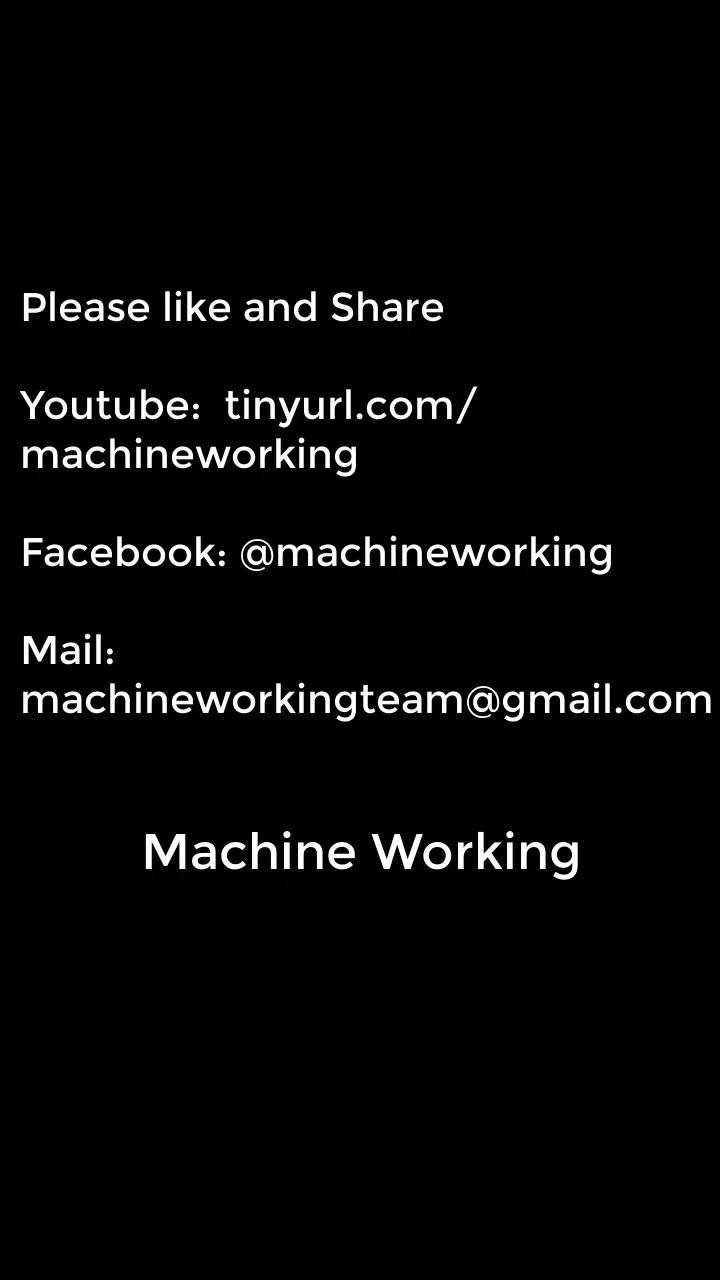 Please like and Share
Youtube:  tinyurl.com/
machineworking
Facebook: @machineworking
Mail:
machineworkingteam@gmail.com
Machine Working